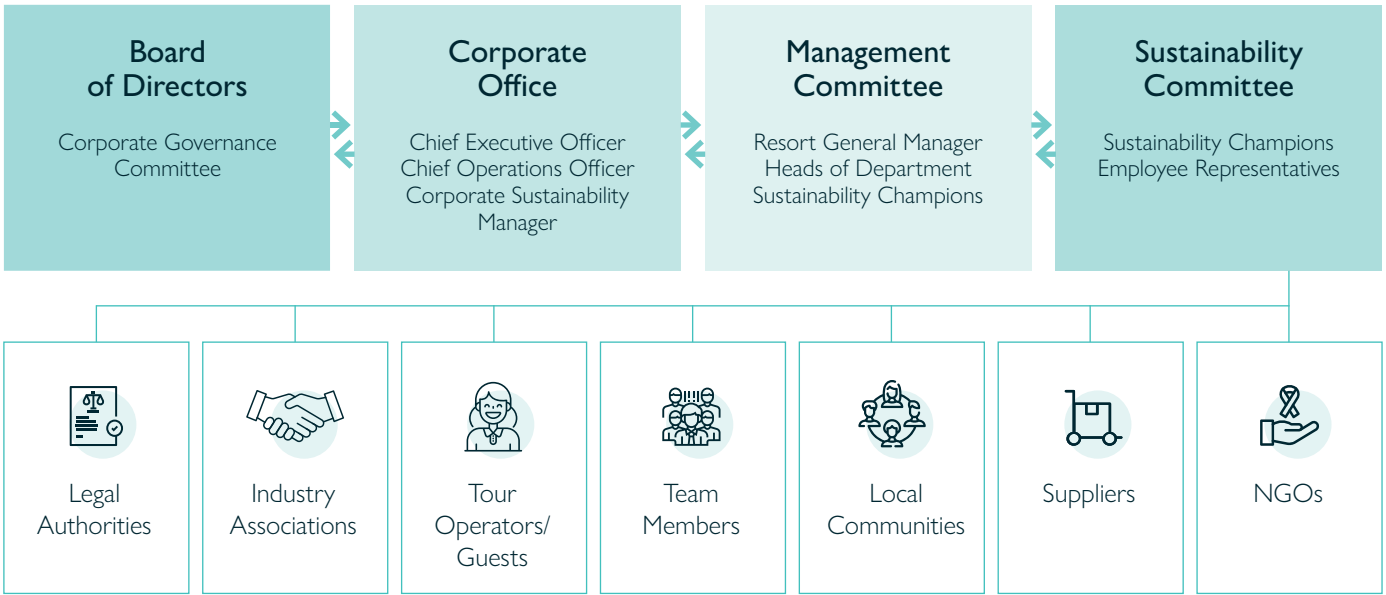 Board
of Directors
Corporate Governance
Committee
Corporate
Office
Chief Executive Officer
Chief Operations Officer
Corporate Sustainability
Manager
Management
Committee
Resort General Manager
Heads of Department
Sustainability Champions
Sustainability
Committee
Sustainability Champions
Employee Representatives
Legal
Authorities
Industry
Associations
Tour
Operators/
Guests
Team
Members
Local
Communities
Suppliers
NGOs